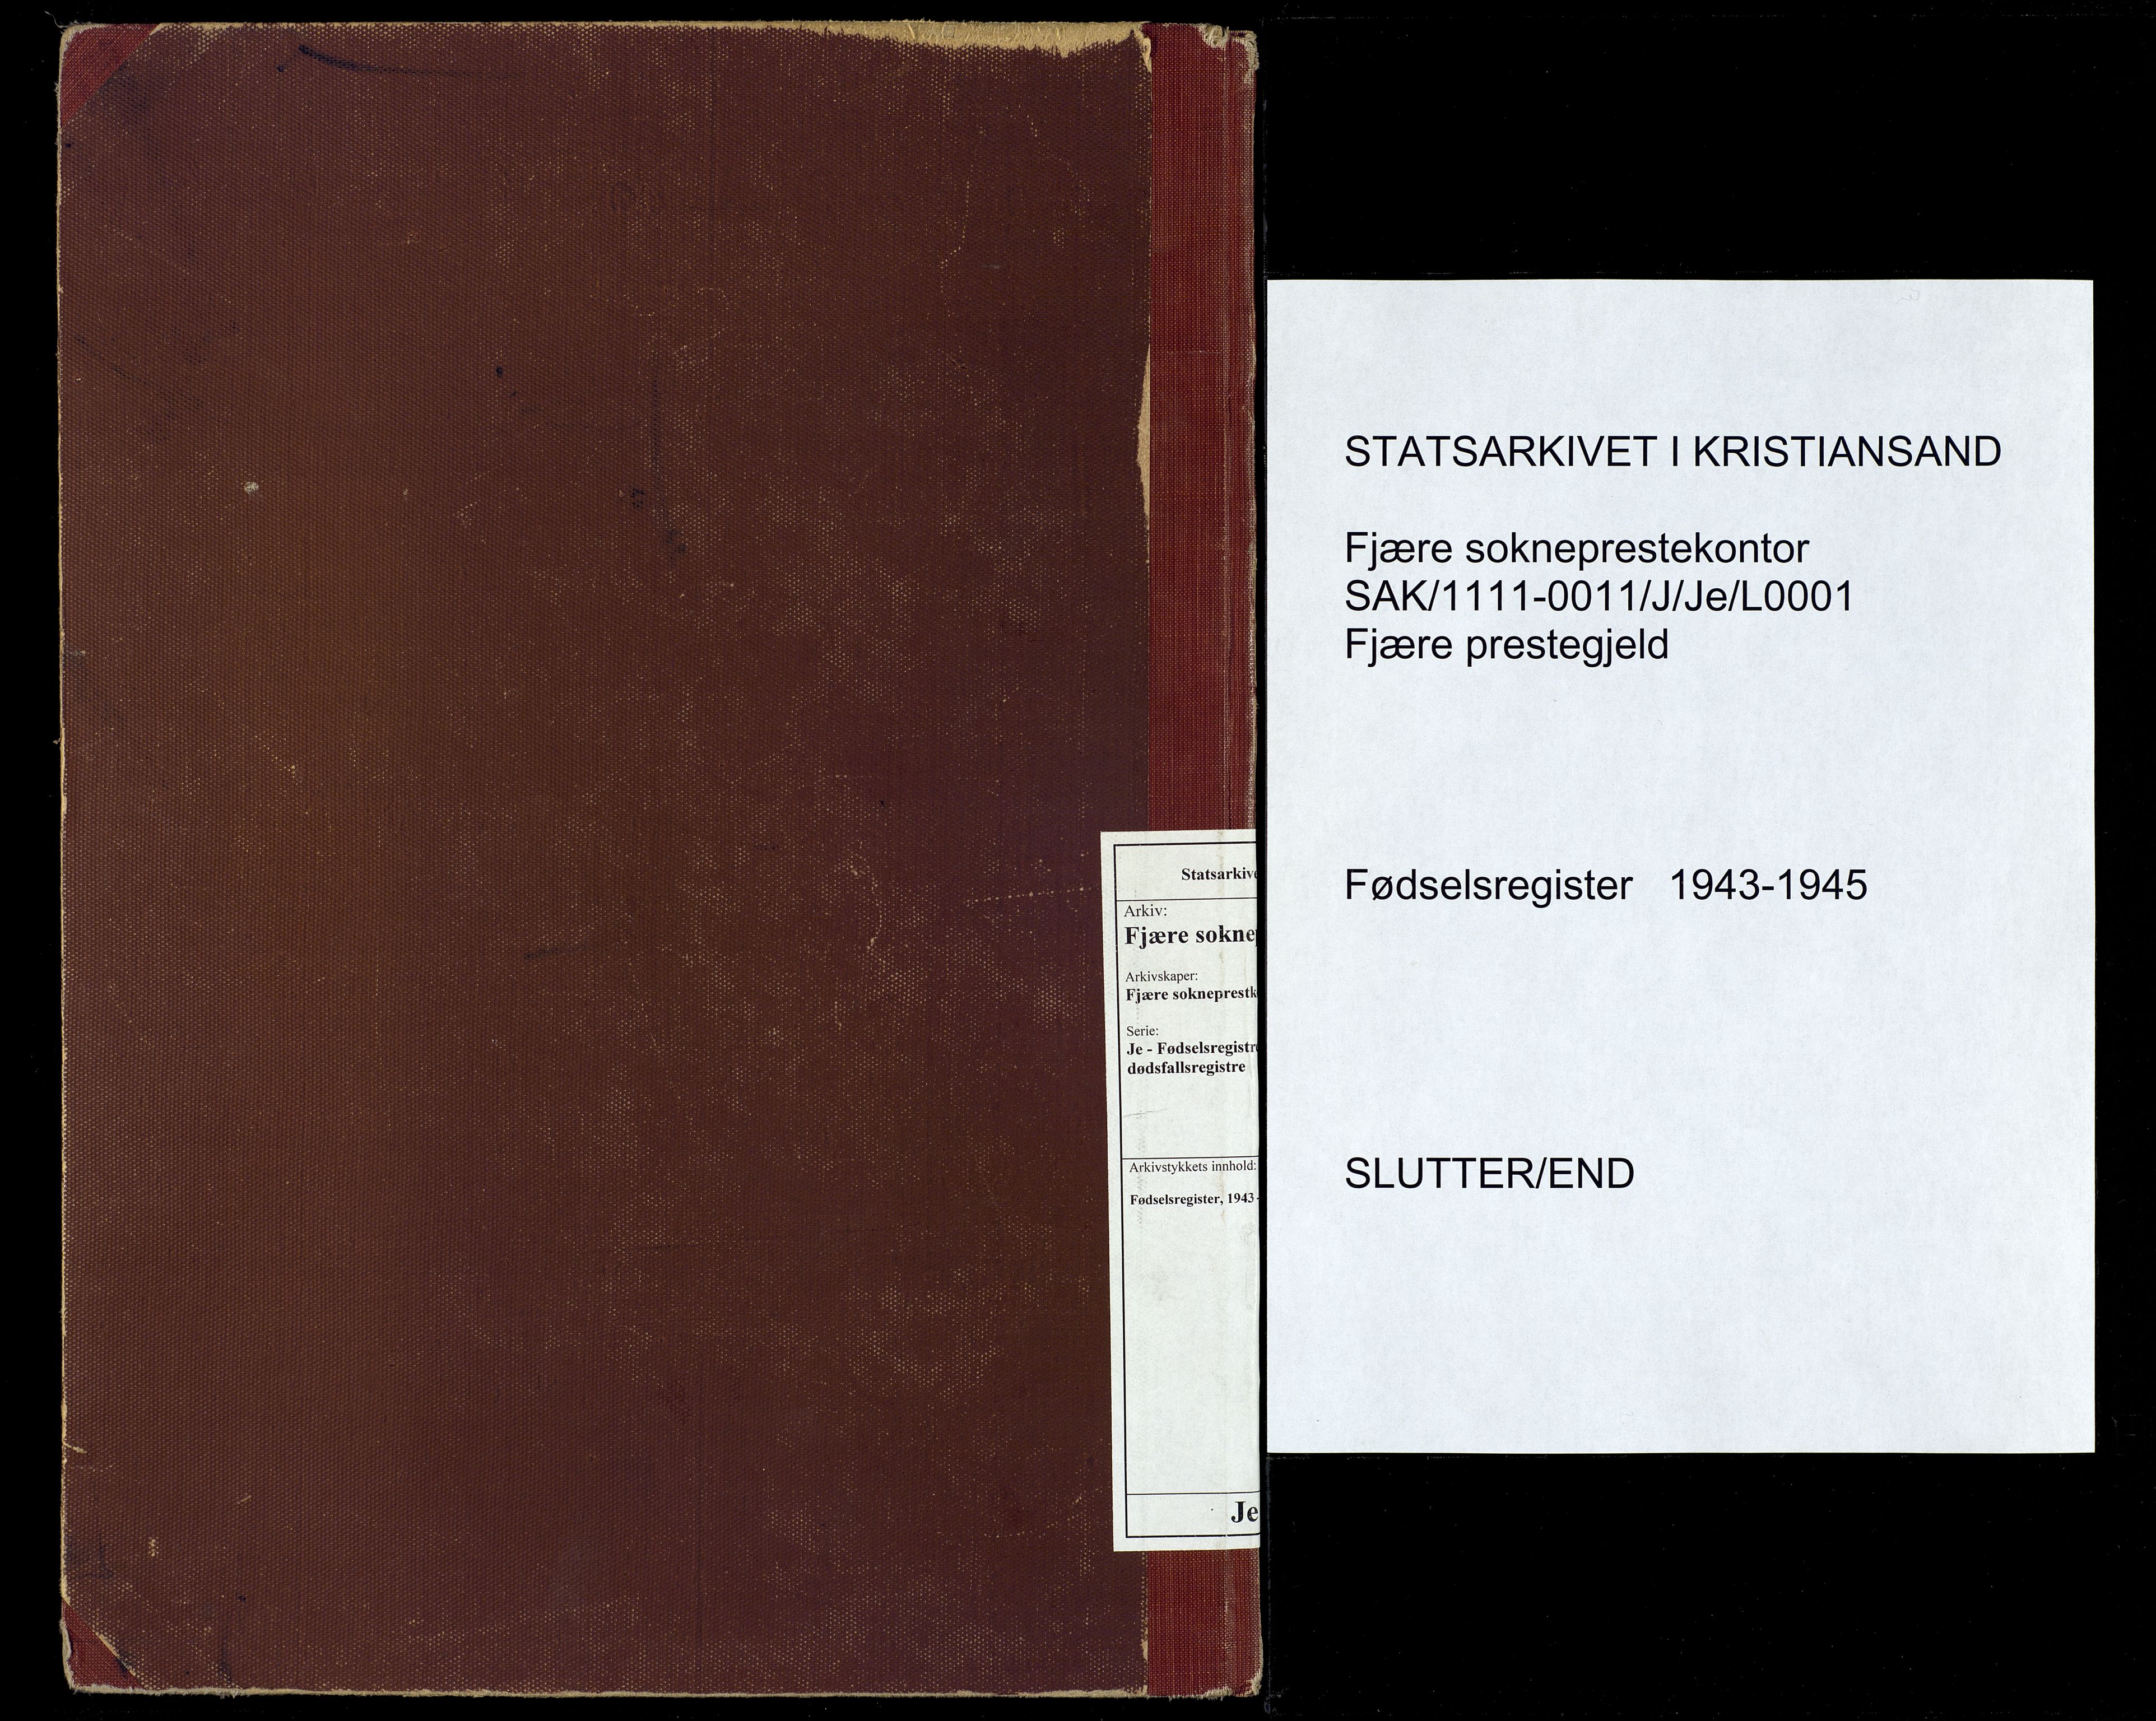 Statsarkive
Arkiv:
Fjære sokne
Arkivskaper:
Fjære sokneprestk
Serie:
Je - Fødselsregistre
dødsfallsregistre
Arkivstykkets innhold:
Fødselsregister, 1943-
Je
STATSARKIVET I KRISTIANSAND
Fjære sokneprestekontor
SAK/1111-0011/J/Je/L0001
Fjære prestegjeld
Fødselsregister 1943-1945
SLUTTER/END